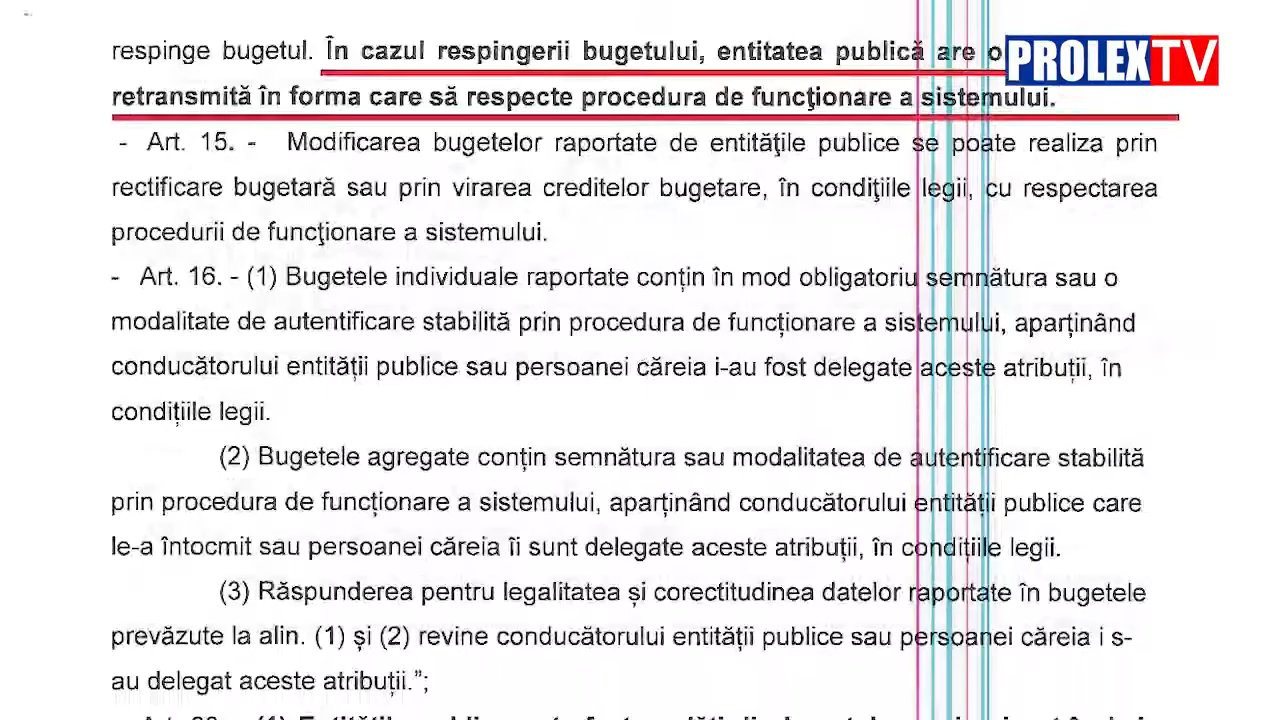 respinge bugetul. În cazul respingerii bugetului, entitatea publică are o
PROLEXTV
retransmită în forma care să respecte procedura de funcţionare a sistemului.
- Art. 15. - Modificarea bugetelor raportate de entităţile publice se poate realiza prin
rectificare bugetară sau prin virarea creditelor bugetare, în condiţiile legii, cu respectarea
procedurii de funcţionare a sistemului.
- Art. 16. - (1) Bugetele individuale raportate conțin în mod obligatoriu semnătura sau o
modalitate de autentificare stabilită prin procedura de funcționare a sistemului, aparținând
conducătorului entității publice sau persoanei căreia i-au fost delegate aceste atribuții, în
condițiile legii.
(2) Bugetele agregate conțin semnătura sau modalitatea de autentificare stabilită
prin procedura de funcționare a sistemului, aparținând conducătorului entității publice care
le-a întocmit sau persoanei căreia îi sunt delegate aceste atribuții, în condițiile legii.
(3) Răspunderea pentru legalitatea și corectitudinea datelor raportate în bugetele
prevăzute la alin. (1) și (2) revine conducătorului entității publice sau persoanei căreia i s-
au delegat aceste atribuții.”;